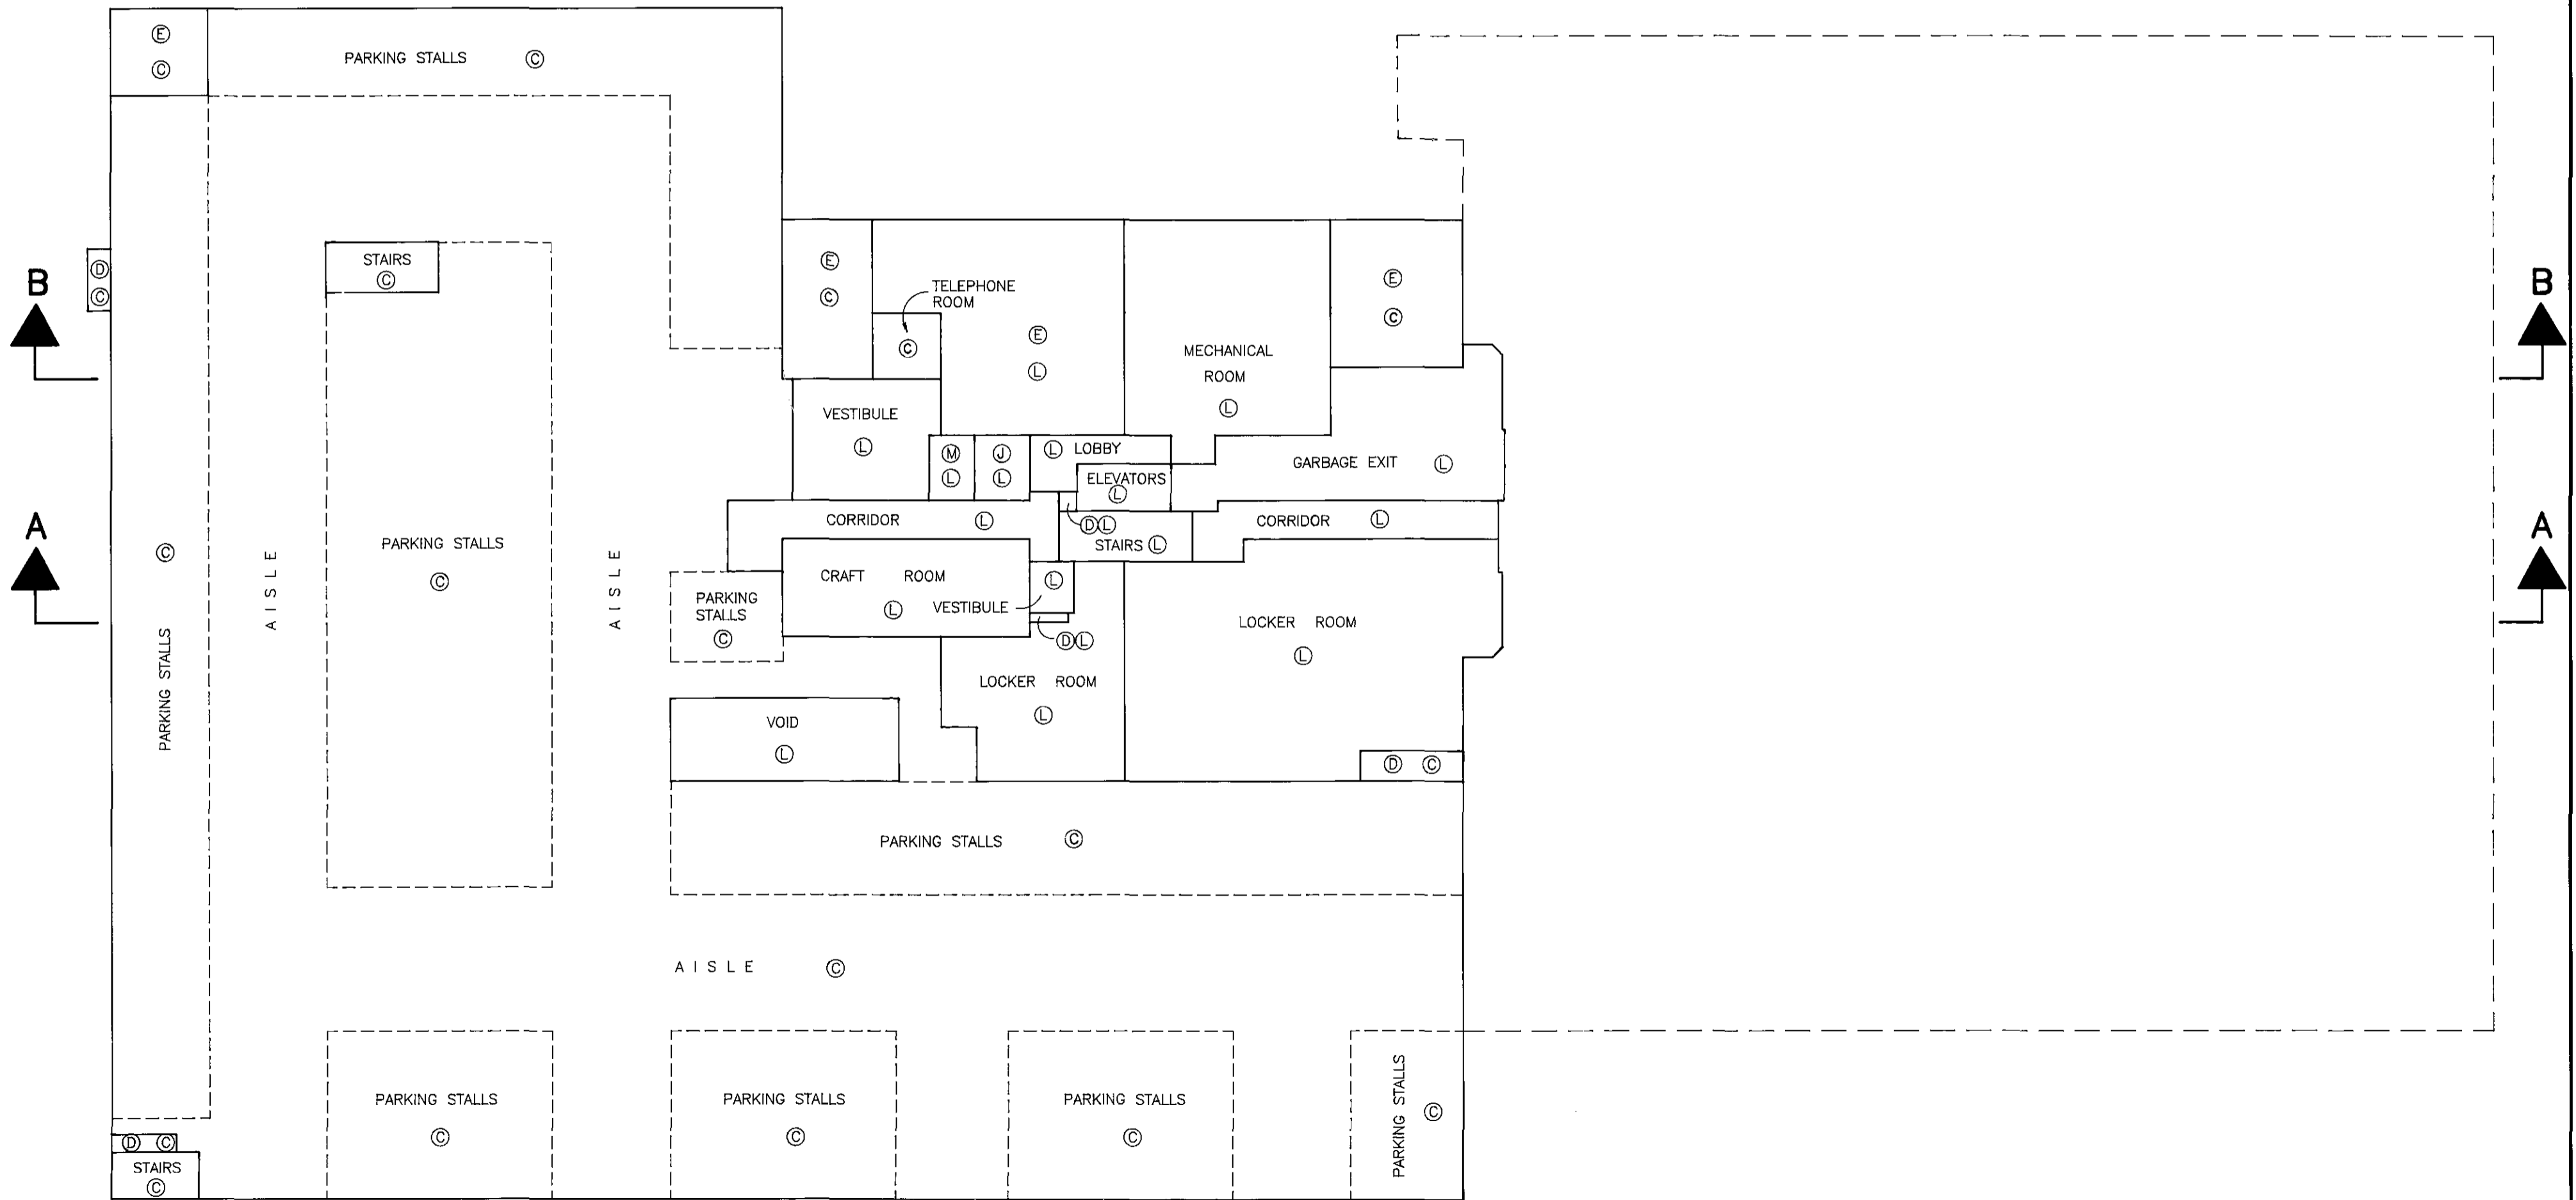 E
C
PARKING STALLS C
B
D
C
STAIRS
C
E
C
TELEPHONE
ROOM
C
E
L
MECHANICAL
ROOM
L
E
C
B
VESTIBULE
L
M
L
J
L
L LOBBY
ELEVATORS
L
GARBAGE EXIT L
A
C
AISLE
PARKING STALLS
C
AISLE
CORRIDOR L
D L
STAIRS L
CORRIDOR L
A
PARKING STALLS
PARKING
STALLS
C
CRAFT ROOM
L
VESTIBULE
L
D L
LOCKER ROOM
L
LOCKER ROOM
L
VOID
L
D C
PARKING STALLS C
AISLE C
PARKING STALLS
C
PARKING STALLS
C
PARKING STALLS
C
PARKING STALLS
C
D C
STAIRS
C